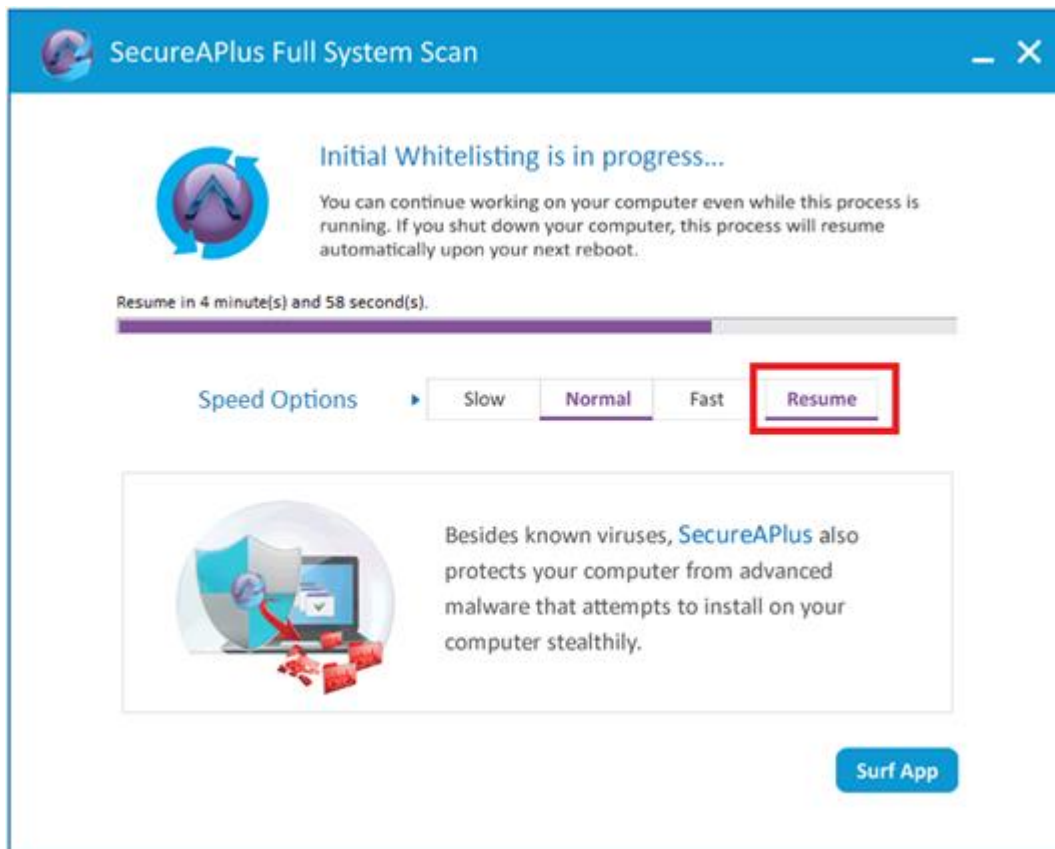 SecureAPlus Full System Scan
Initial Whitelisting is in progress...
You can continue working on your computer even while this process is
running. If you shut down your computer, this process will resume
automatically upon your next reboot.
Resume in 4 minute(s) and 58 second(s).
Speed Options Slow Normal Fast Resume
Besides known viruses, SecureAPlus also
protects your computer from advanced
malware that attempts to install on your
computer stealthily.
Surf App